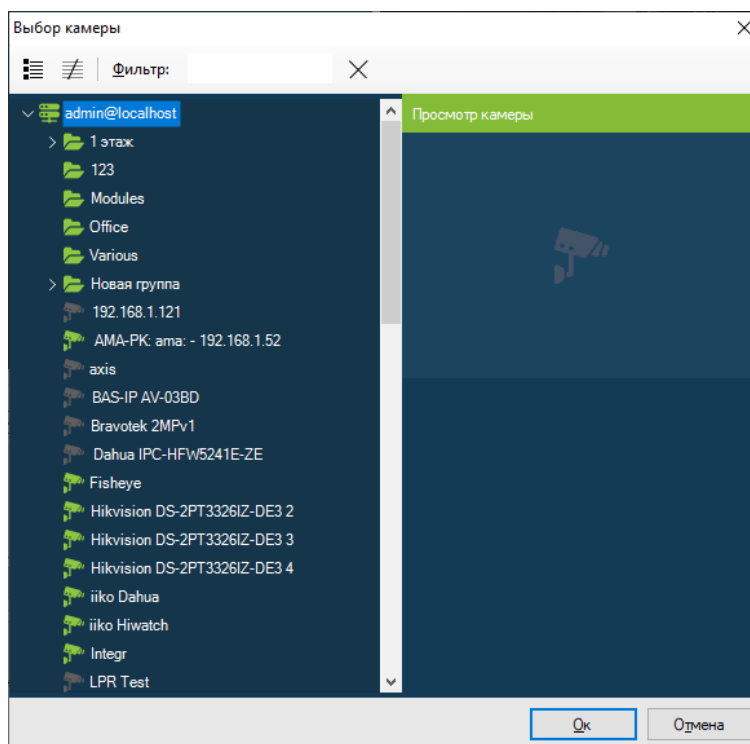 Выбор камеры
Фильтр:
admin@localhost
Просмотр камеры
1 этаж
123
Modules
Office
Various
Новая группа
192.168.1.121
AMA-PK: ama: - 192.168.1.52
axis
BAS-IP AV-03BD
Bravotek 2MPv1
Dahua IPC-HFW5241E-ZE
Fisheye
Hikvision DS-2PT3326IZ-DE3 2
Hikvision DS-2PT3326IZ-DE3 3
Hikvision DS-2PT3326IZ-DE3 4
iiko Dahua
iiko Hiwatch
Integr
LPR Test
Ок
Отмена